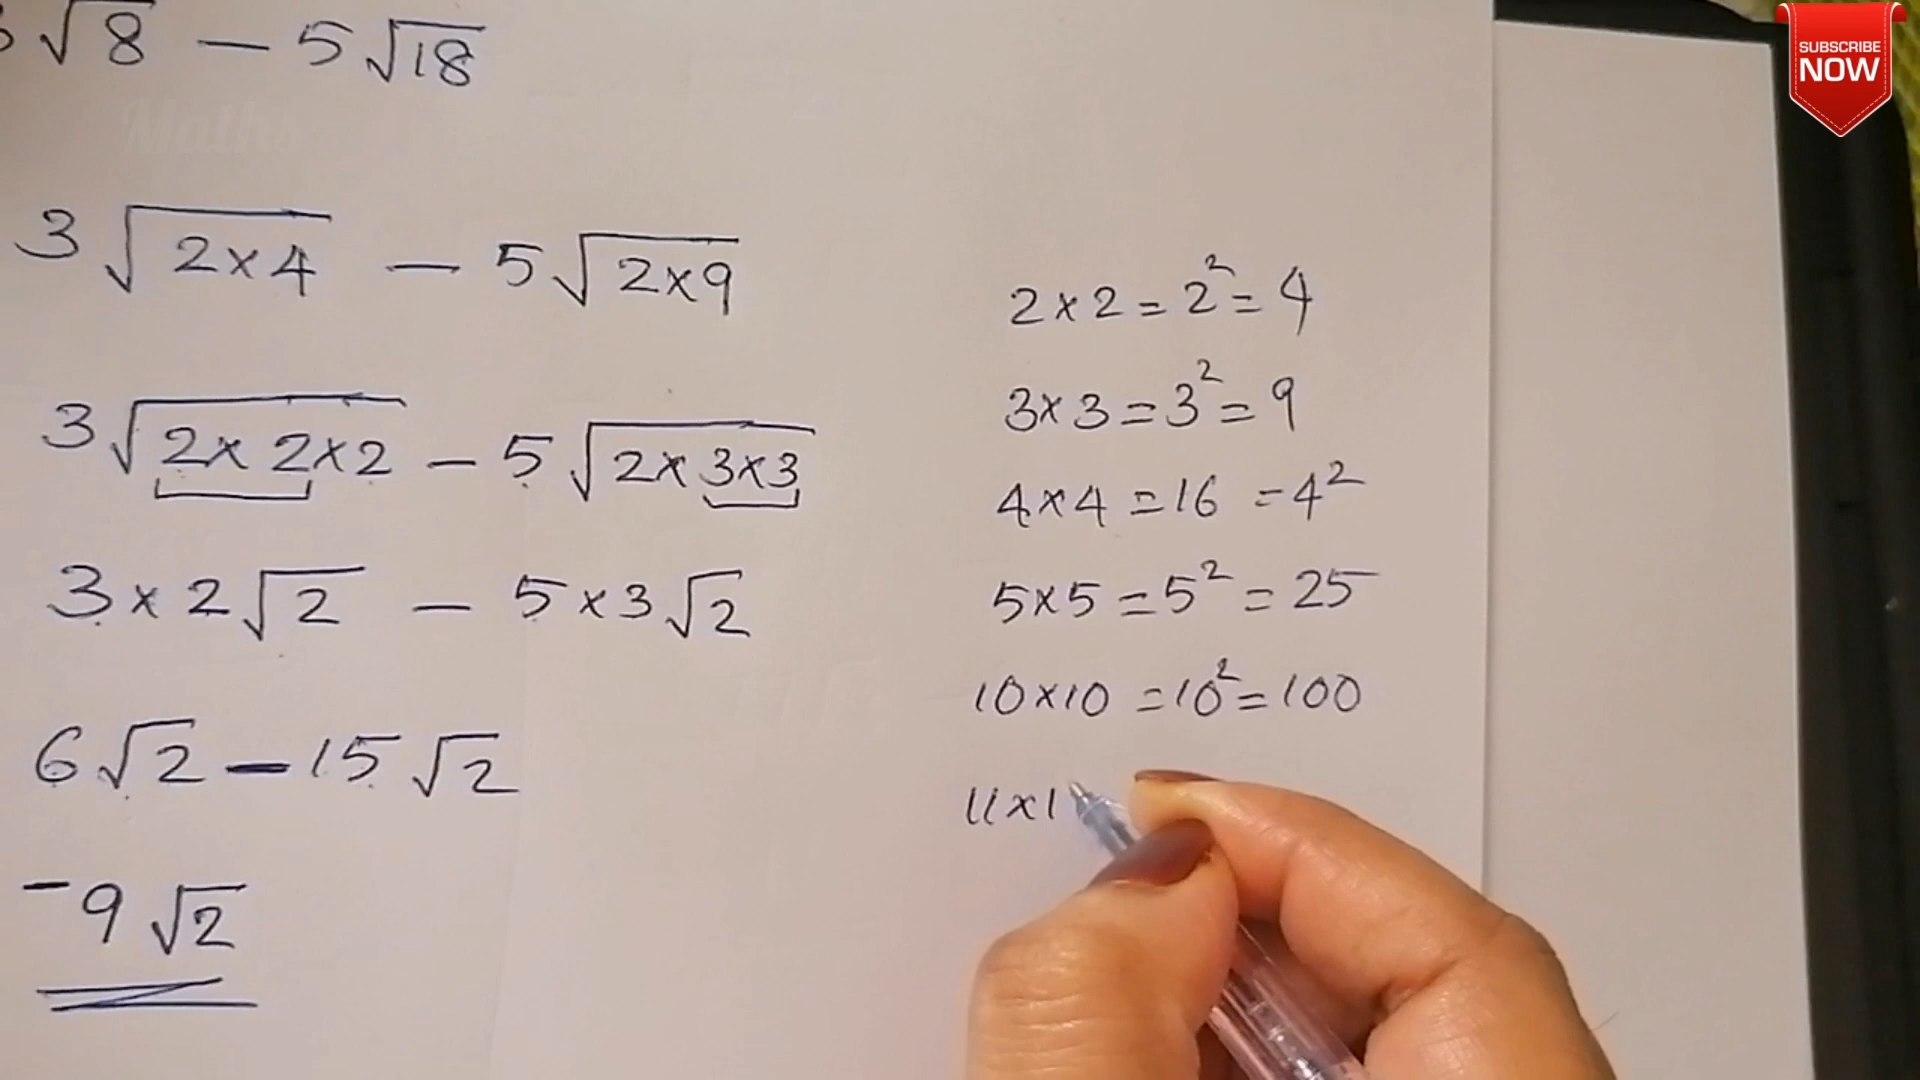 3√8 - 5√18
Maths
3√2×4 - 5√2×9
3√2×2×2 - 5√2×3×3
3×2√2 - 5×3√2
6√2 - 15√2
-9√2
2×2=2²=4
3×3=3²=9
4×4=16 =4²
5×5=5²=25
10×10=10²=100
11×1
SUBSCRIBE
NOW